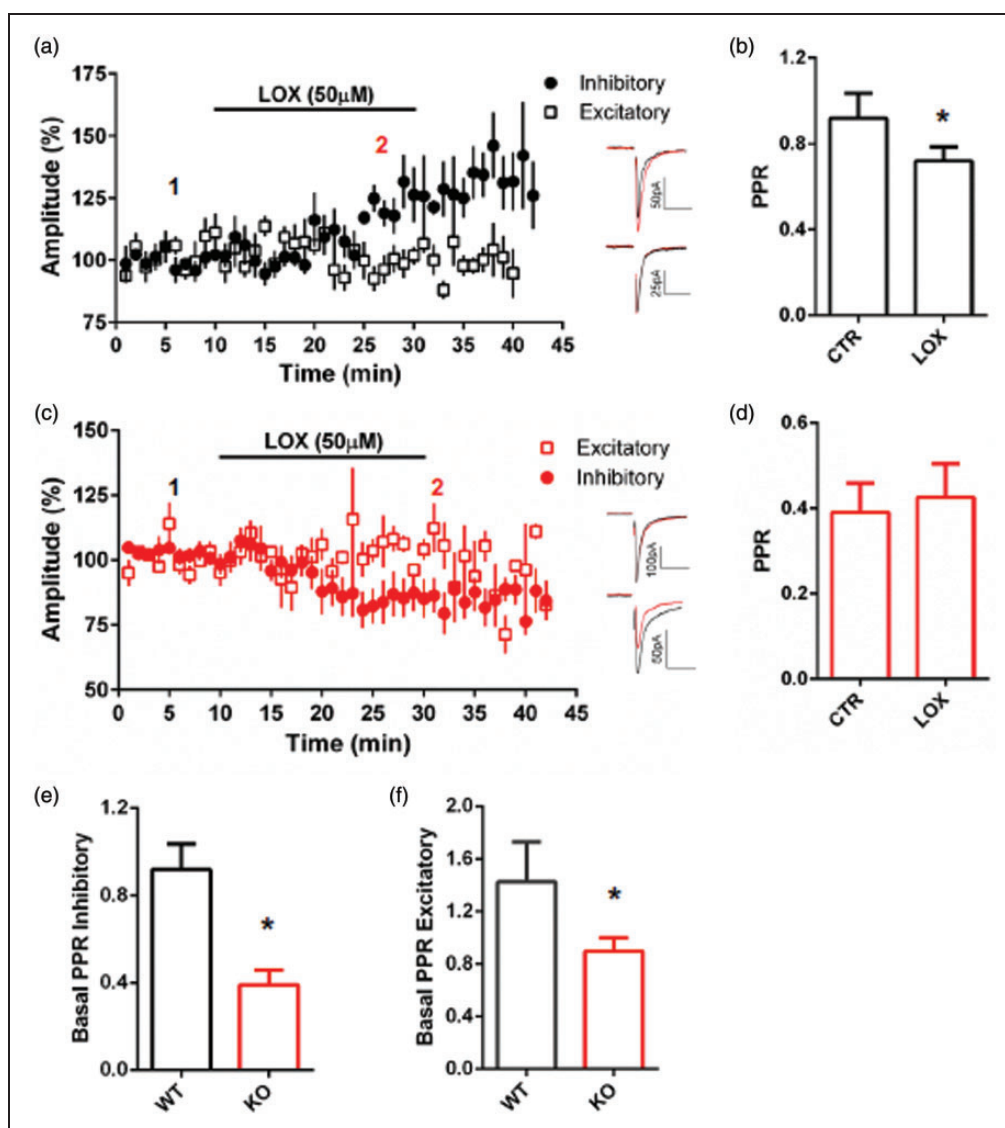 (a)
175
150
125
100
75
Amplitude (%)
LOX (50µM)
1
2
Inhibitory
Excitatory
50pA
25pA
0 5 10 15 20 25 30 35 40 45
Time (min)
(b)
1.2
0.8
0.4
0.0
PPR
*
CTR
LOX
(c)
150
125
100
75
50
Amplitude (%)
LOX (50µM)
1
2
Excitatory
Inhibitory
100pA
50pA
0 5 10 15 20 25 30 35 40 45
Time (min)
(d)
0.6
0.4
0.2
0.0
PPR
CTR
LOX
(e)
1.2
0.8
0.4
0.0
Basal PPR Inhibitory
*
WT
KO
(f)
2.0
1.6
1.2
0.8
0.4
0.0
Basal PPR Excitatory
*
WT
KO